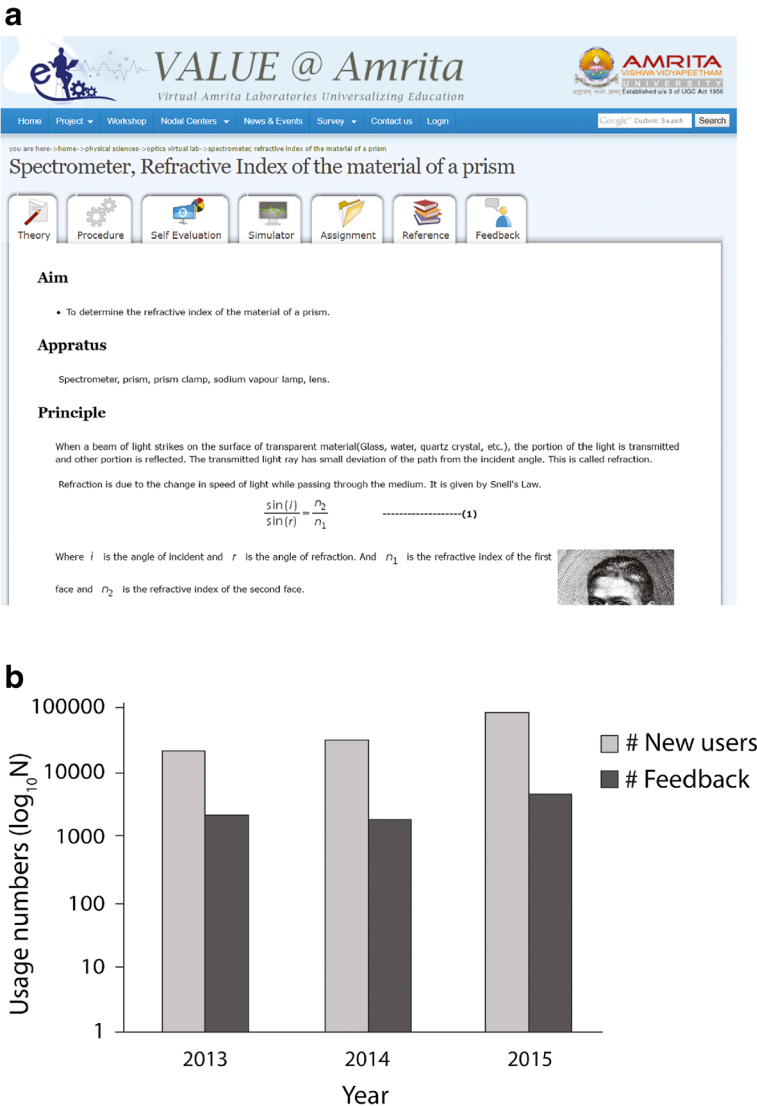 a
VALUE @ Amrita
Virtual Amrita Laboratories Universalizing Education
AMRITA
VISHWA VIDYAPEETHAM
UNIVERSITY
Established u/s 3 of UGC Act 1956
Home Project Workshop Nodal Centers News & Events Survey Contact us Login Google Custom Search Search
you are here->home->physical sciences->optics virtual lab->spectrometer, refractive index of the material of a prism
Spectrometer, Refractive Index of the material of a prism
Theory Procedure Self Evaluation Simulator Assignment Reference Feedback
Aim
• To determine the refractive index of the material of a prism.
Appratus
Spectrometer, prism, prism clamp, sodium vapour lamp, lens.
Principle
When a beam of light strikes on the surface of transparent material(Glass, water, quartz crystal, etc.), the portion of the light is transmitted
and other portion is reflected. The transmitted light ray has small deviation of the path from the incident angle. This is called refraction.
Refraction is due to the change in speed of light while passing through the medium. It is given by Snell's Law.
sin(i)/sin(r) = n₂/n₁ -------------------(1)
Where i is the angle of incident and r is the angle of refraction. And n₁ is the refractive index of the first
face and n₂ is the refractive index of the second face.
b
Usage numbers (log₁₀N)
100000
10000
1000
100
10
1
2013 2014 2015
Year
# New users
# Feedback